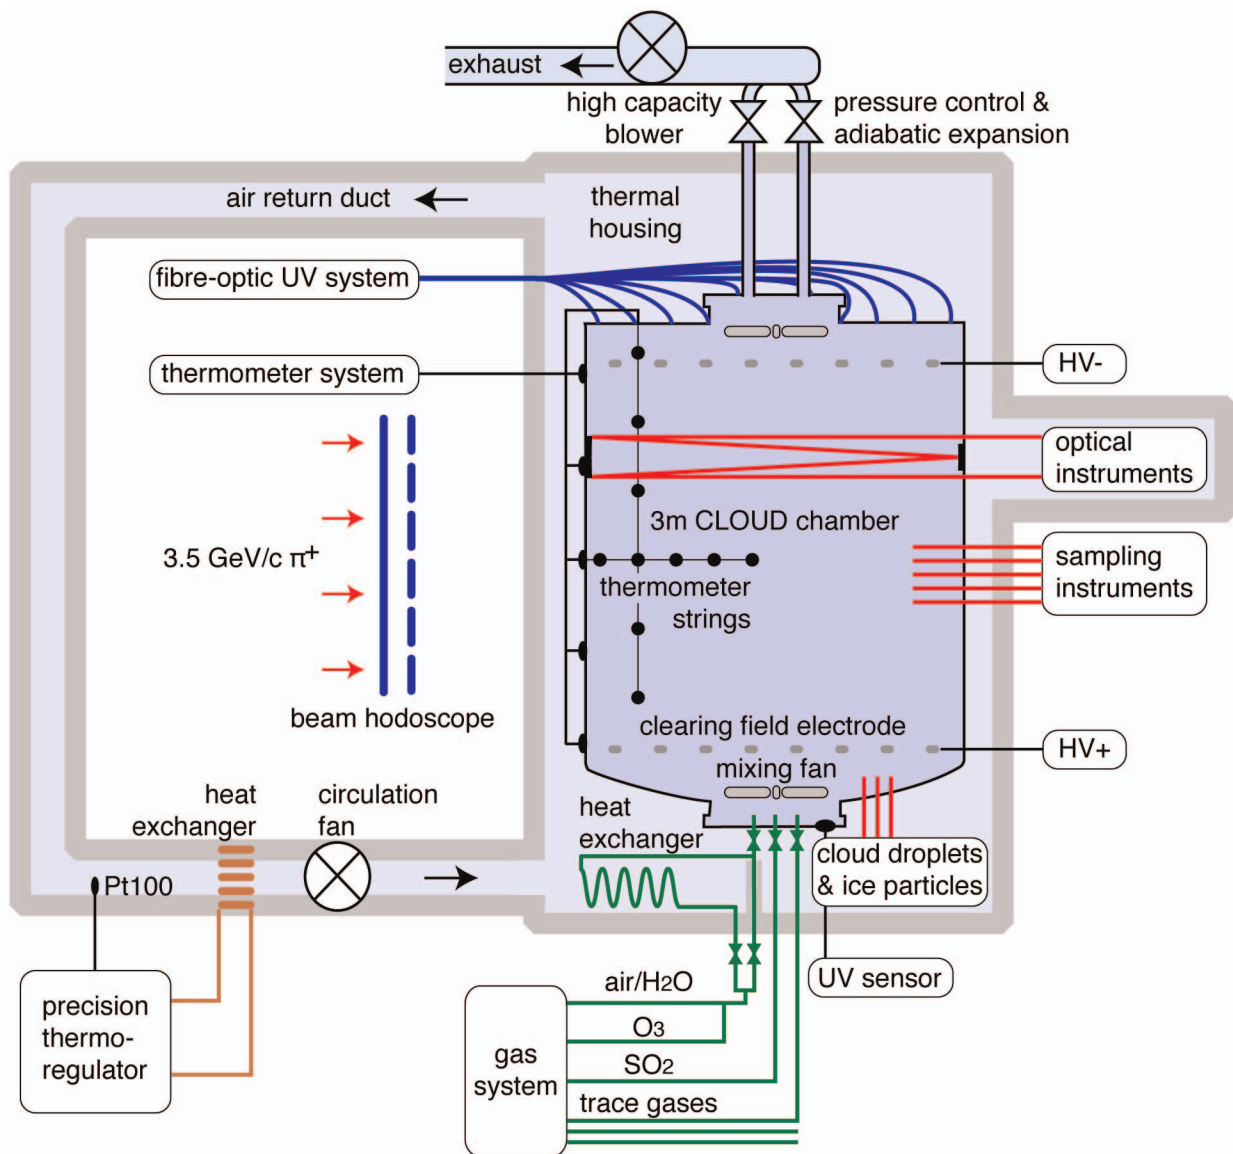 exhaust
high capacity
blower
pressure control &
adiabatic expansion
air return duct
thermal
housing
fibre-optic UV system
thermometer system
HV-
optical
instruments
3m CLOUD chamber
3.5 GeV/c π+
sampling
instruments
thermometer
strings
beam hodoscope
clearing field electrode
HV+
mixing fan
heat
exchanger
circulation
fan
heat
exchanger
cloud droplets
& ice particles
Pt100
UV sensor
precision
thermo-
regulator
air/H2O
O3
gas
system
SO2
trace gases